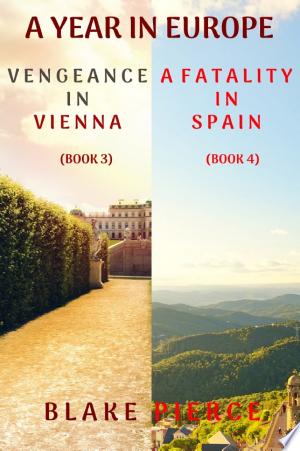 A YEAR IN EUROPE
VENGEANCE
IN
VIENNA
(BOOK 3)
A FATALITY
IN
SPAIN
(BOOK 4)
BLAKE PIERCE